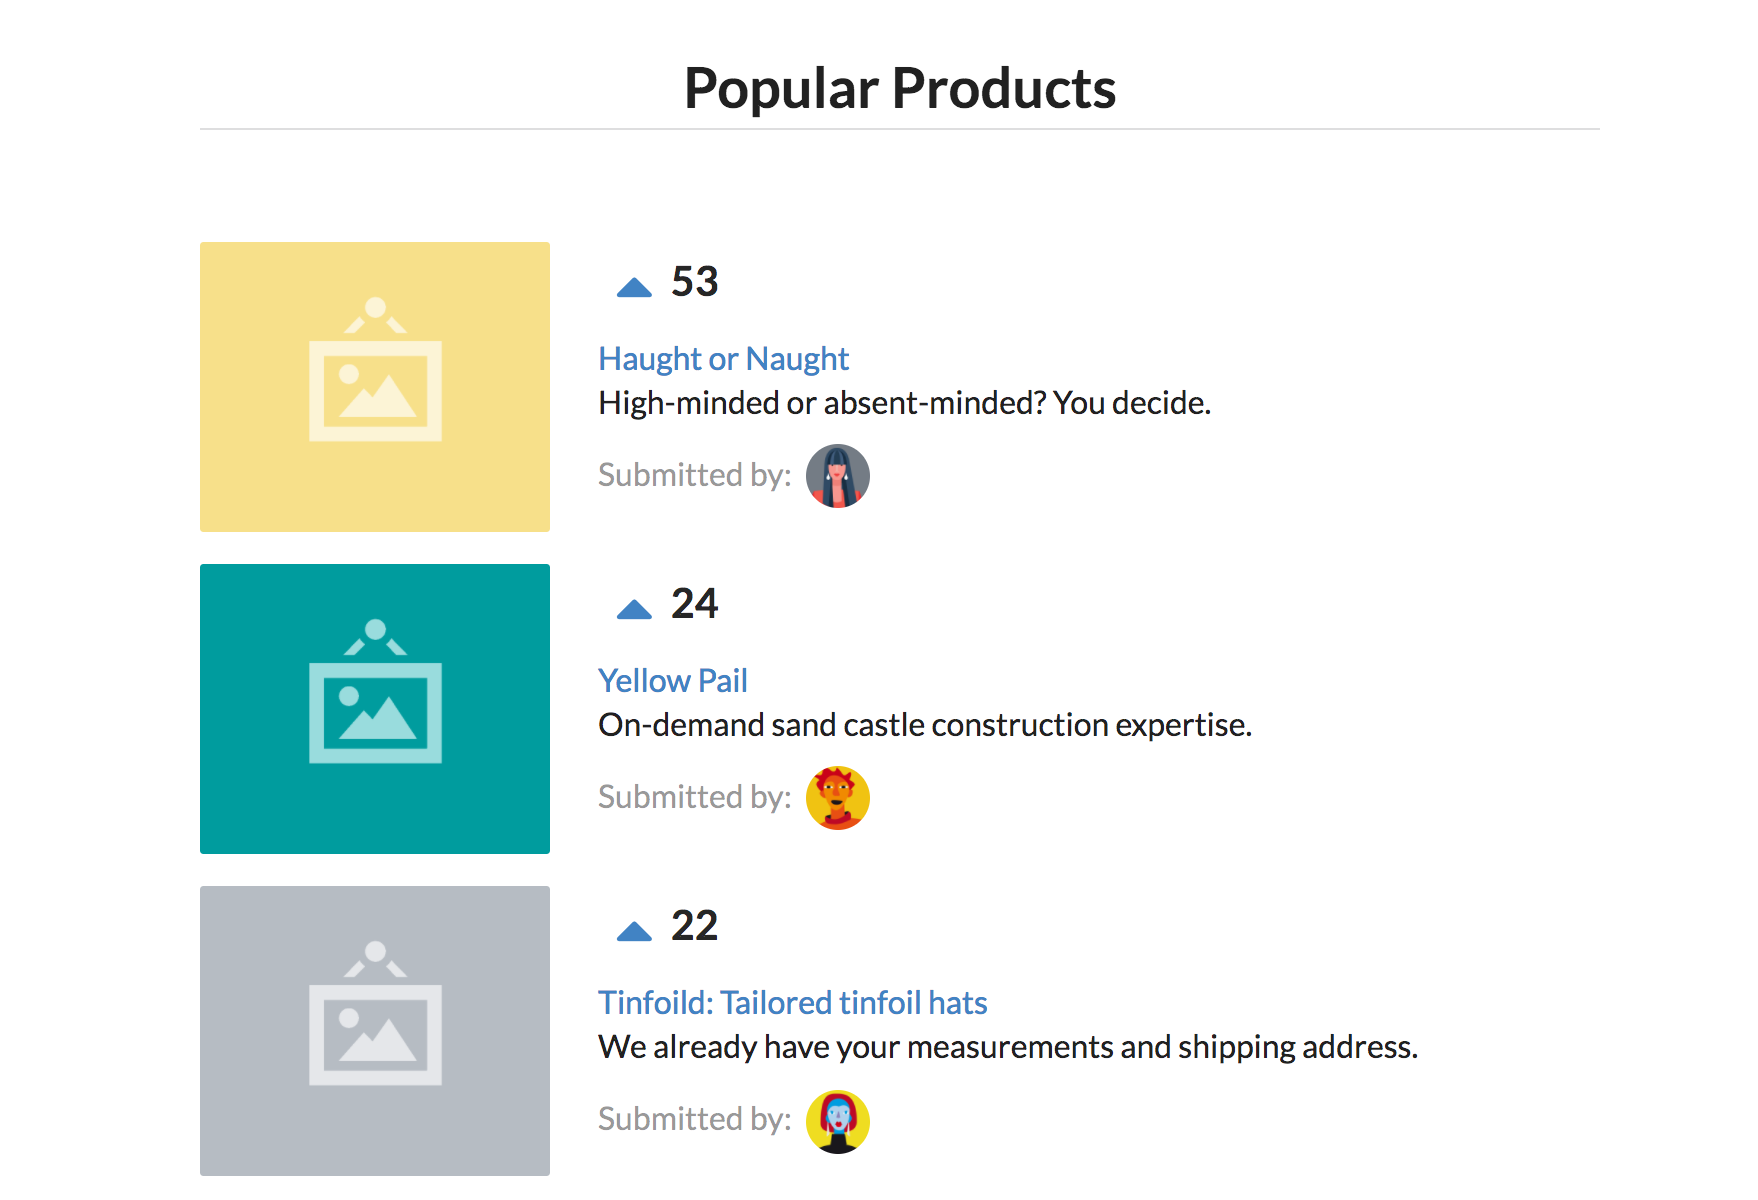 Popular Products
53
Haught or Naught
High-minded or absent-minded? You decide.
Submitted by:
24
Yellow Pail
On-demand sand castle construction expertise.
Submitted by:
22
Tinfoild: Tailored tinfoil hats
We already have your measurements and shipping address.
Submitted by: